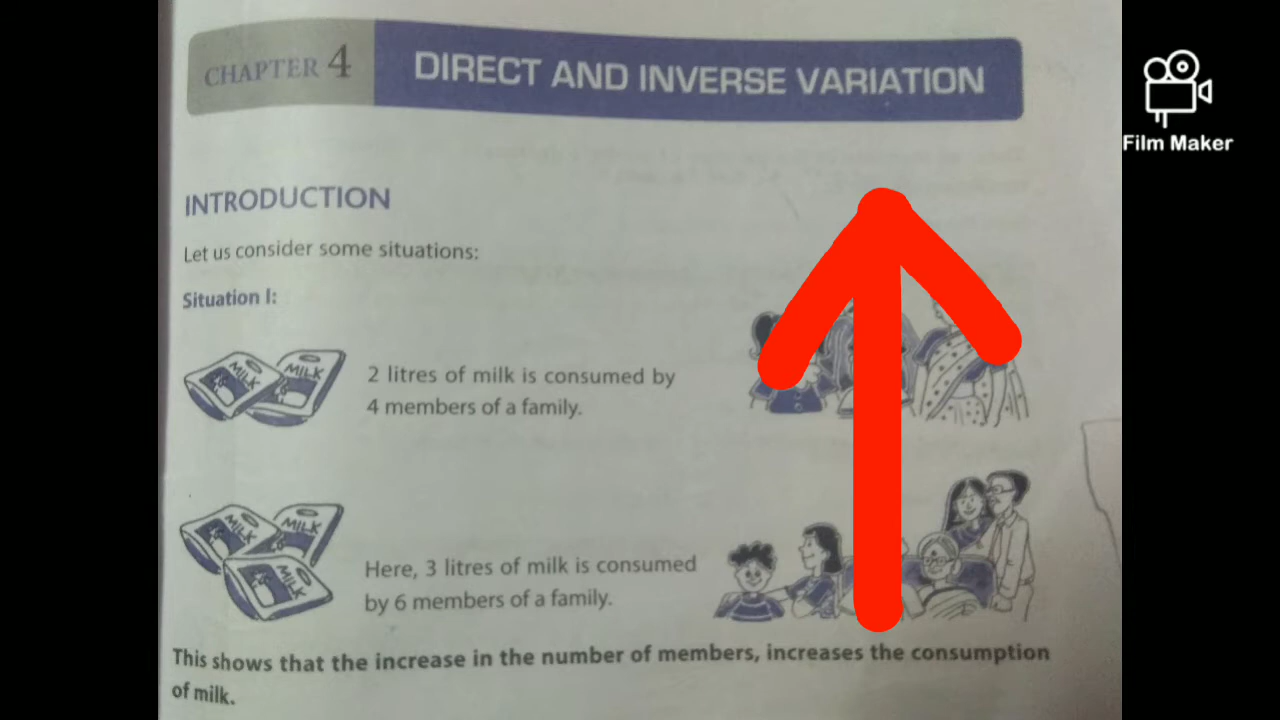 CHAPTER 4
DIRECT AND INVERSE VARIATION
Film Maker
INTRODUCTION
Let us consider some situations:
Situation I:
MILK
MILK
2 litres of milk is consumed by
4 members of a family.
MILK
MILK
MILK
Here, 3 litres of milk is consumed
by 6 members of a family.
This shows that the increase in the number of members, increases the consumption
of milk.